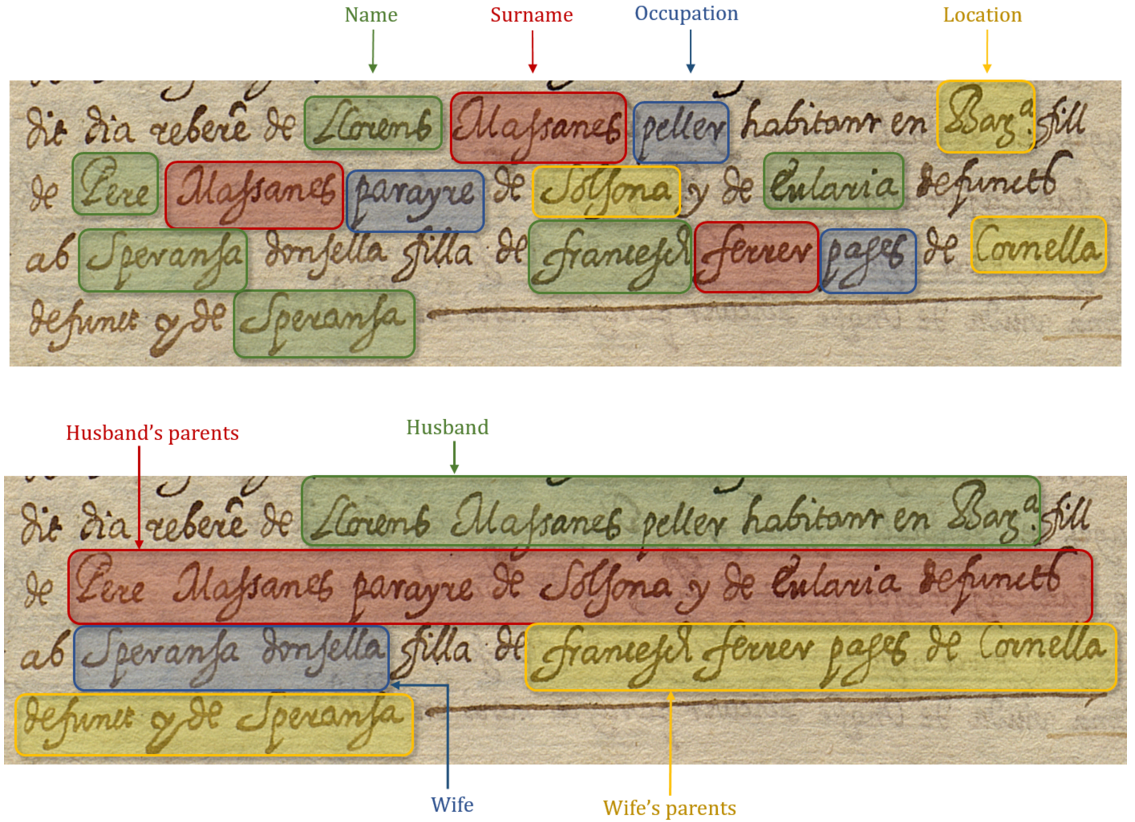 Name Surname Occupation Location
dit dia reberē de Llorens Massanes peller habitant en Barª. fill
de Pere Massanes parayre de Solsona y de Eularia defuncts
ab Speransa donsella filla de francesch ferrer pages de Cornella
defunct y de Speransa
Husband's parents Husband
dit dia reberē de Llorens Massanes peller habitant en Barª. fill
de Pere Massanes parayre de Solsona y de Eularia defuncts
ab Speransa donsella filla de francesch ferrer pages de Cornella
defunct y de Speransa
Wife Wife's parents